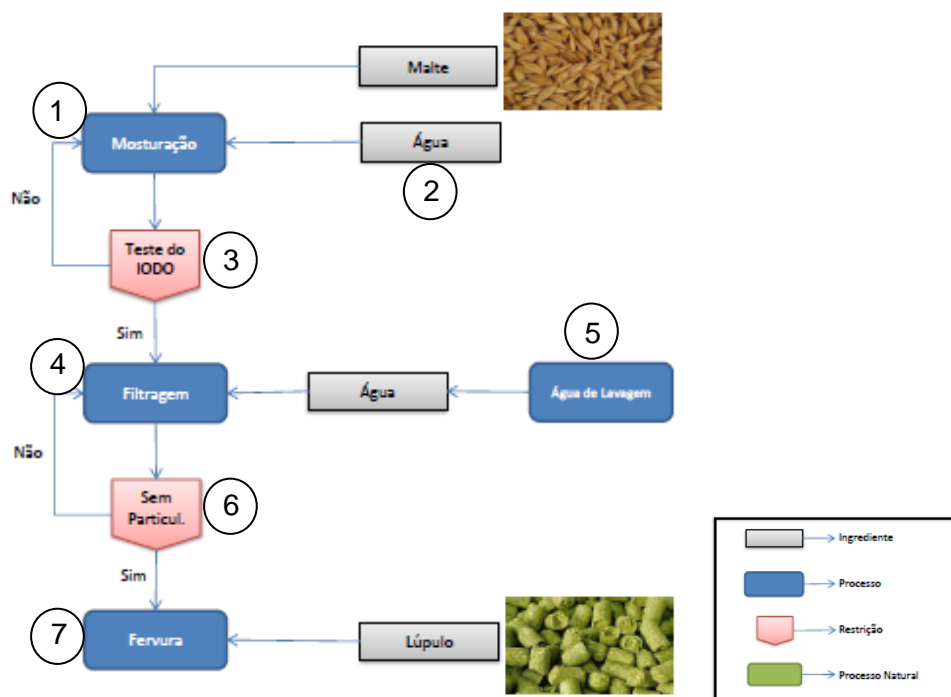 Malte
1
Mosturação
Água
2
Não
Teste do
IODO
3
Sim
5
4
Filtragem
Água
Água de Lavagem
Não
Sem
Particul.
6
Sim
7
Fervura
Lúpulo
Ingrediente
Processo
Restrição
Processo Natural